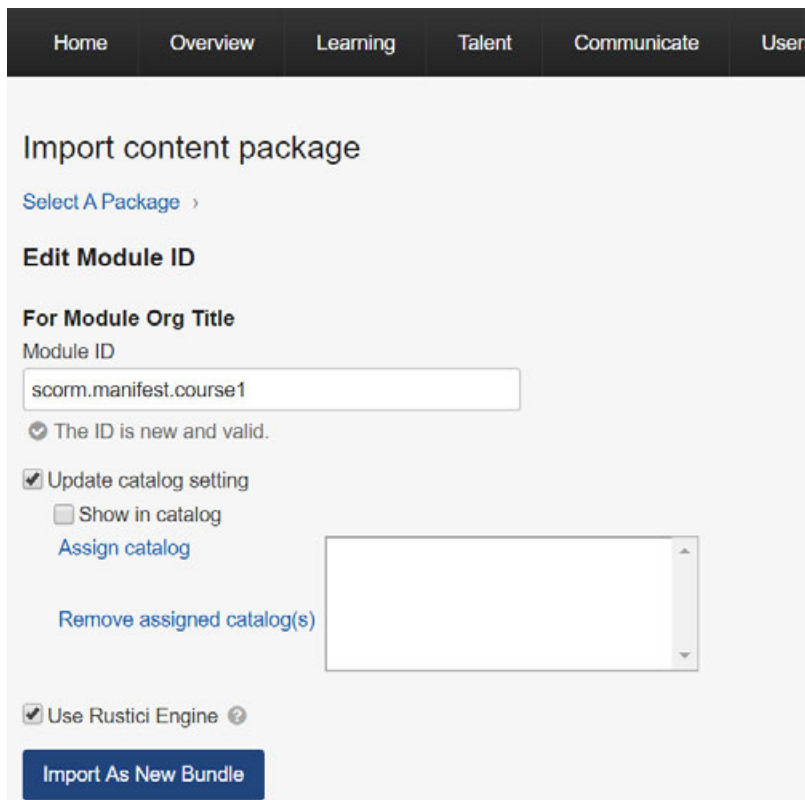 Home Overview Learning Talent Communicate User
Import content package
Select A Package ›
Edit Module ID
For Module Org Title
Module ID
scorm.manifest.course1
The ID is new and valid.
Update catalog setting
Show in catalog
Assign catalog
Remove assigned catalog(s)
Use Rustici Engine ?
Import As New Bundle